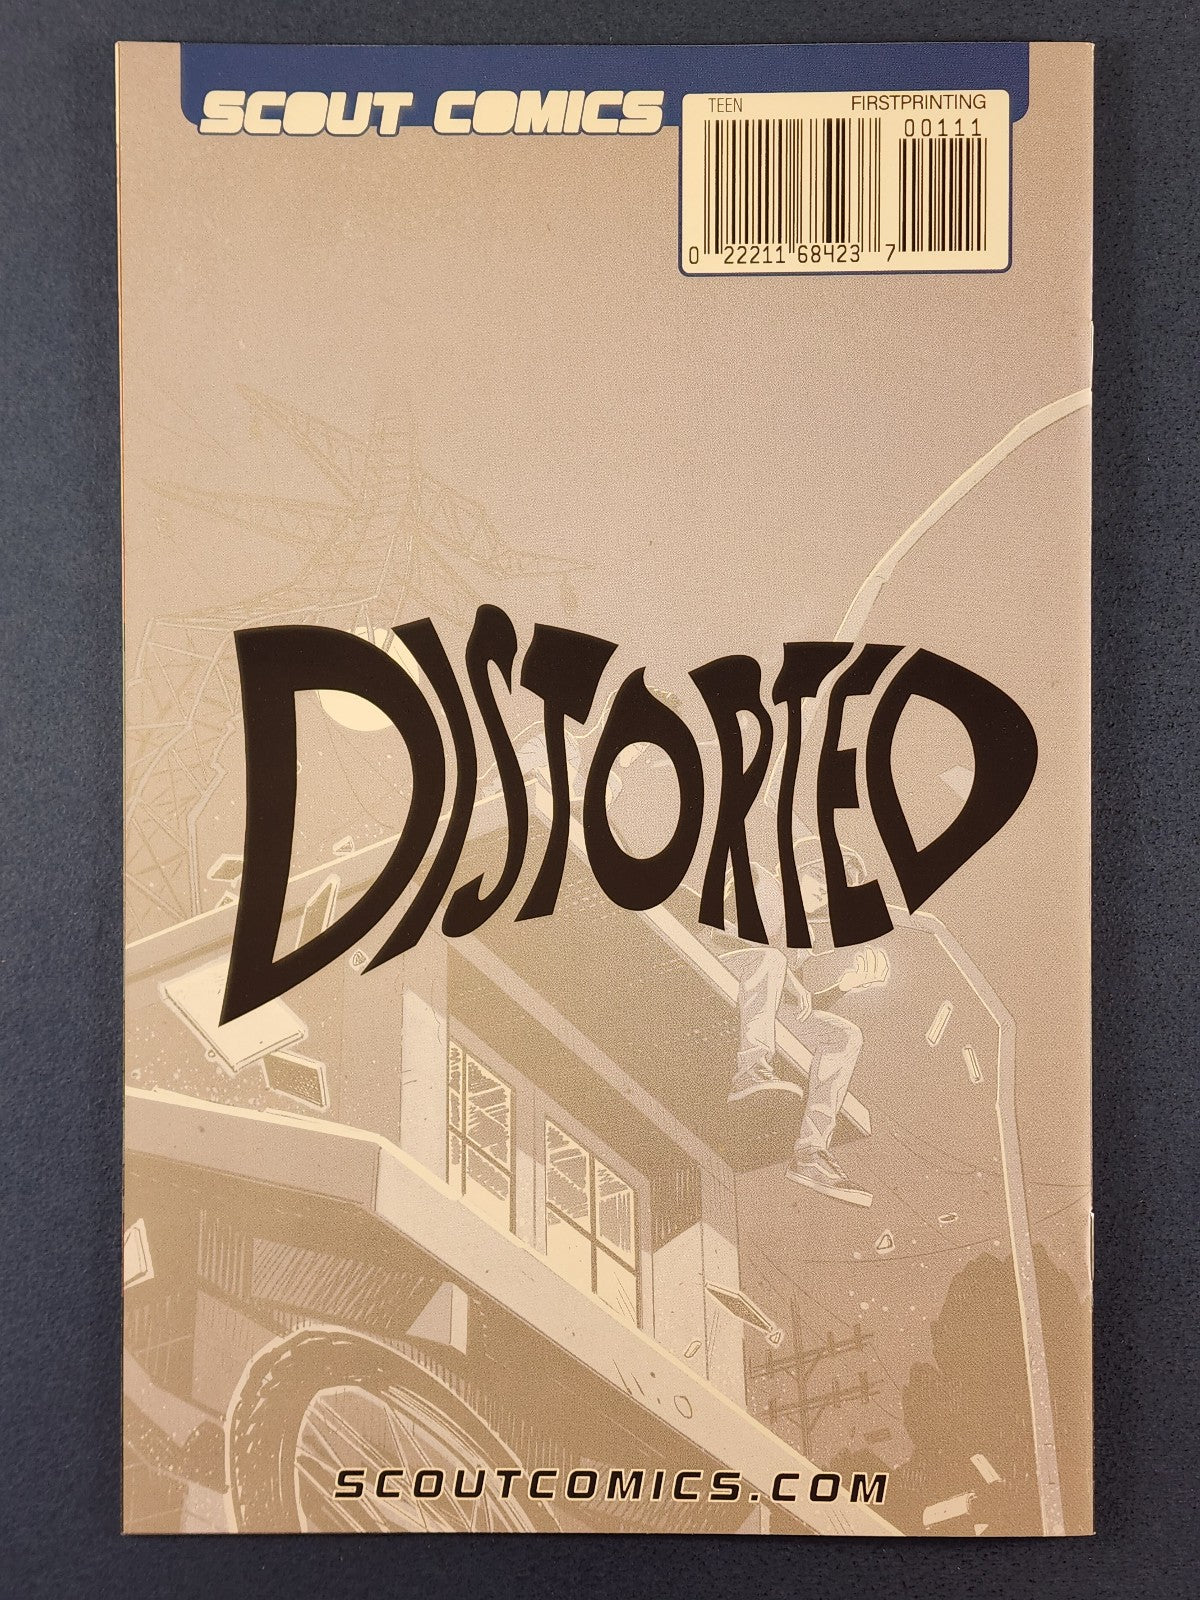 SCOUT COMICS
TEEN FIRSTPRINTING
00111
0 22211 68423 7
DISTORTED
SCOUTCOMICS.COM